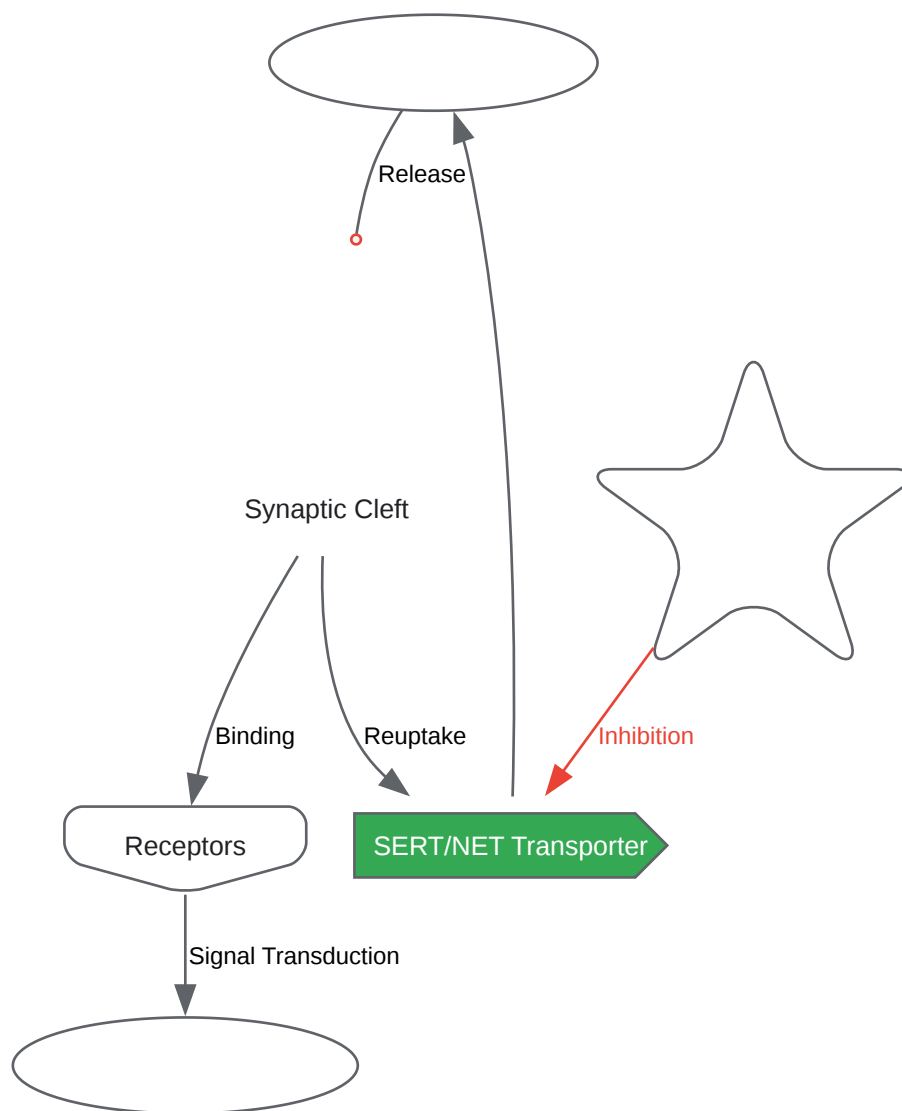 Release
Synaptic Cleft
Binding
Reuptake
Inhibition
Receptors
SERT/NET Transporter
Signal Transduction